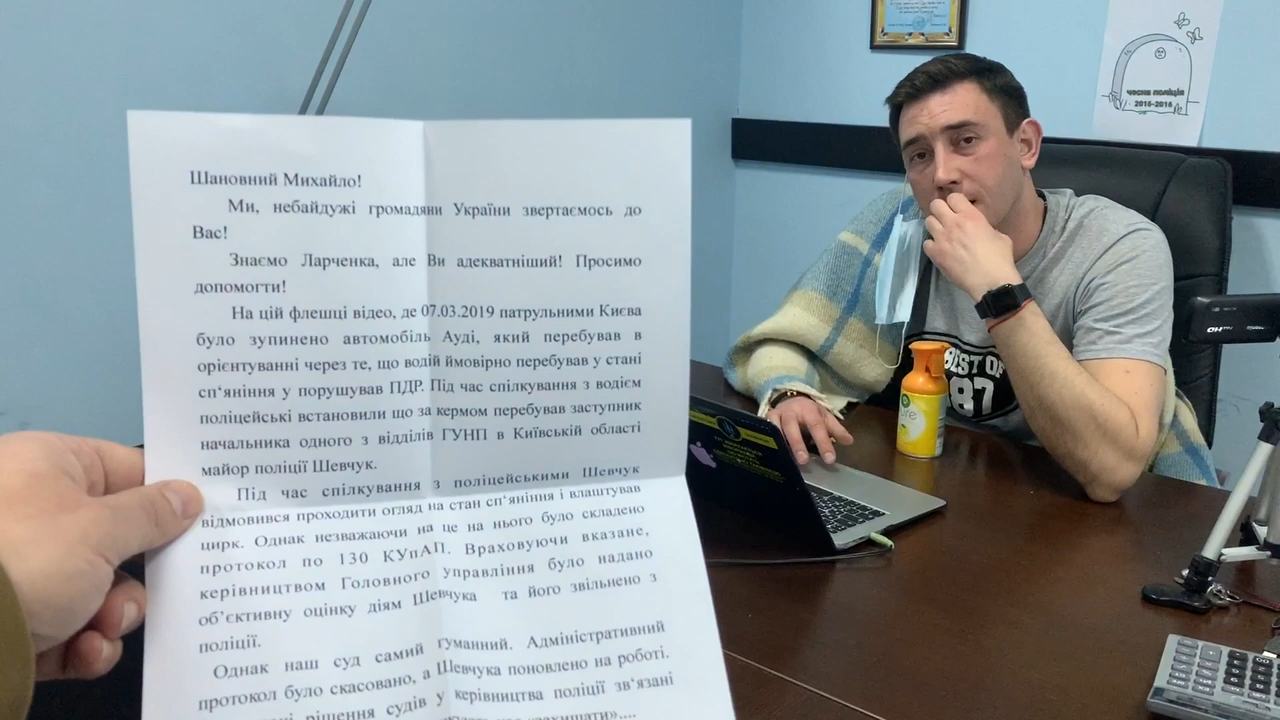 Шановний Михайло!
Ми, небайдужі громадяни України звертаємось до
Вас!
Знаємо Ларченка, але Ви адекватніший! Просимо
допомогти!
На цій флешці відео, де 07.03.2019 патрульними Києва
було зупинено автомобіль Ауді, який перебував в
орієнтуванні через те, що водій ймовірно перебував у стані
сп‘яніння у порушував ПДР. Під час спілкування з водієм
поліцейські встановили що за кермом перебував заступник
начальника одного з відділів ГУНП в Київській області
майор поліції Шевчук.
Під час спілкування з поліцейськими Шевчук
відмовився проходити огляд на стан сп‘яніння і влаштував
цирк. Однак незважаючи на це на нього було складено
протокол по 130 КУпАП. Враховуючи вказане,
керівництвом Головного управління було надано
об’єктивну оцінку діям Шевчука та його звільнено з
поліції.
Однак наш суд самий гуманний. Адміністративний
протокол було скасовано, а Шевчука поновлено на роботі.
рішення судів у керівництва поліції зв‘язані
ЧЕСНА ПОЛІЦІЯ
2015-2016
BEST OF
87
HD